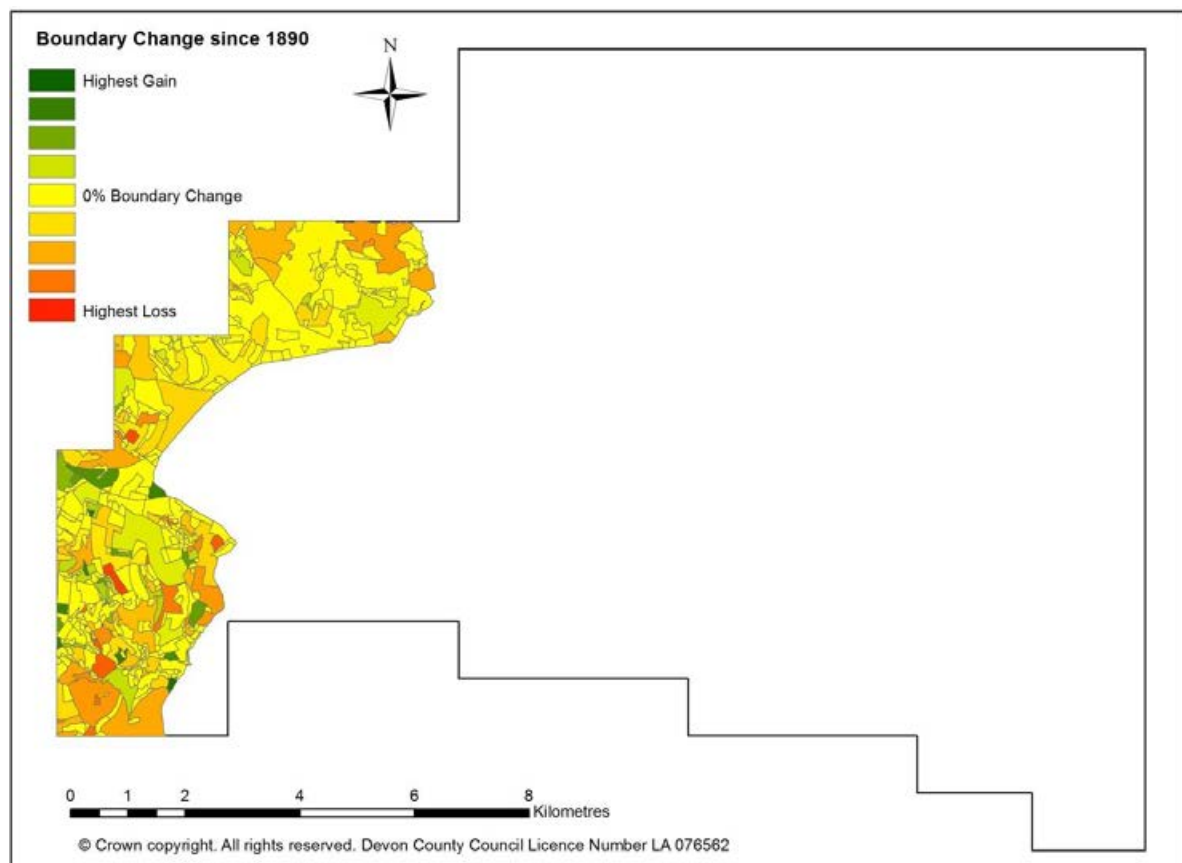 Boundary Change since 1890
N
Highest Gain
0% Boundary Change
Highest Loss
0 1 2 4 6 8
Kilometres
© Crown copyright. All rights reserved. Devon County Council Licence Number LA 076562